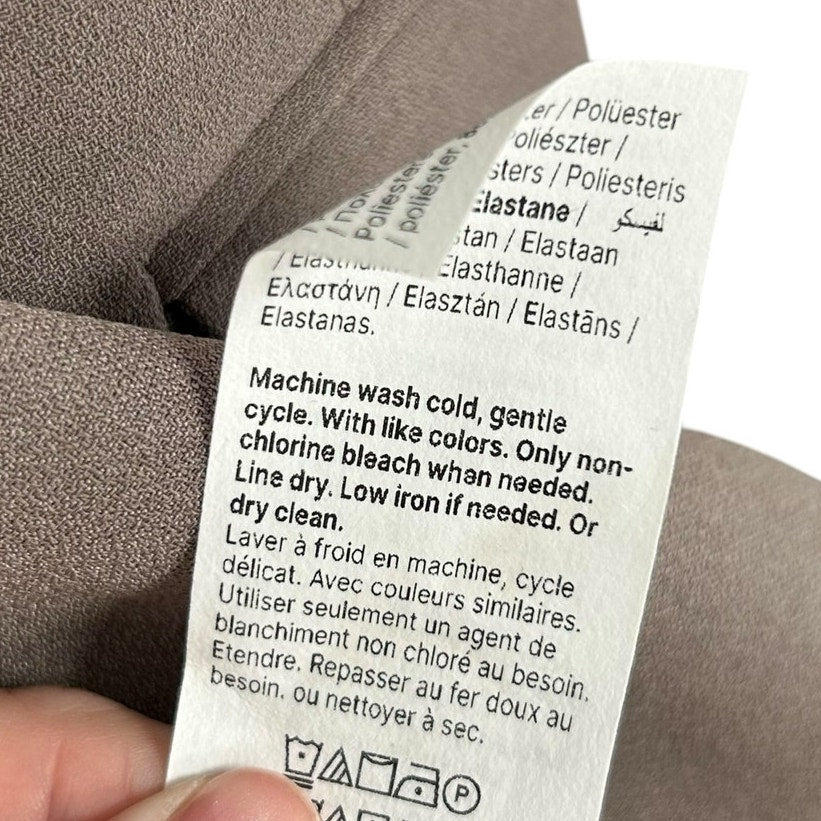 / Polüester
/
/ Poliesteris
Elastane / لفيسكو
/ Elastaan
Elasthanne /
Ελαστάνη / Elasztán / Elastāns /
Elastanas.
Poliester
/ poliéster,
Machine wash cold, gentle
cycle. With like colors. Only non-
chlorine bleach when needed.
Line dry. Low iron if needed. Or
dry clean.
Laver à froid en machine, cycle
délicat. Avec couleurs similaires.
Utiliser seulement un agent de
blanchiment non chloré au besoin.
Etendre. Repasser au fer doux au
besoin. ou nettoyer à sec.
P